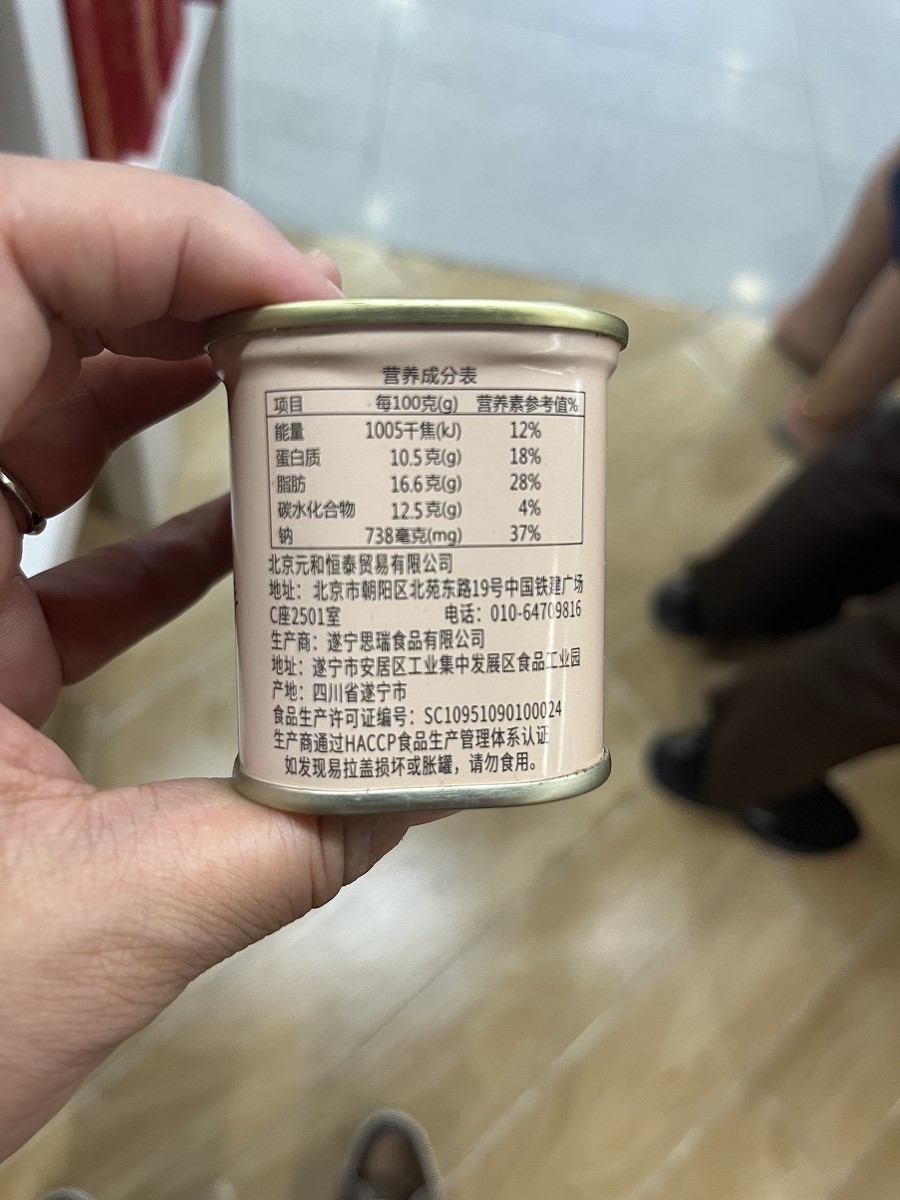 营养成分表
项目 每100克(g) 营养素参考值%
能量 1005千焦(kJ) 12%
蛋白质 10.5克(g) 18%
脂肪 16.6克(g) 28%
碳水化合物 12.5克(g) 4%
钠 738毫克(mg) 37%
北京元和恒泰贸易有限公司
地址：北京市朝阳区北苑东路19号中国铁建广场
C座2501室 电话：010-64709816
生产商：遂宁思瑞食品有限公司
地址：遂宁市安居区工业集中发展区食品工业园
产地：四川省遂宁市
食品生产许可证编号：SC10951090100024
生产商通过HACCP食品生产管理体系认证
如发现易拉盖损坏或胀罐，请勿食用。